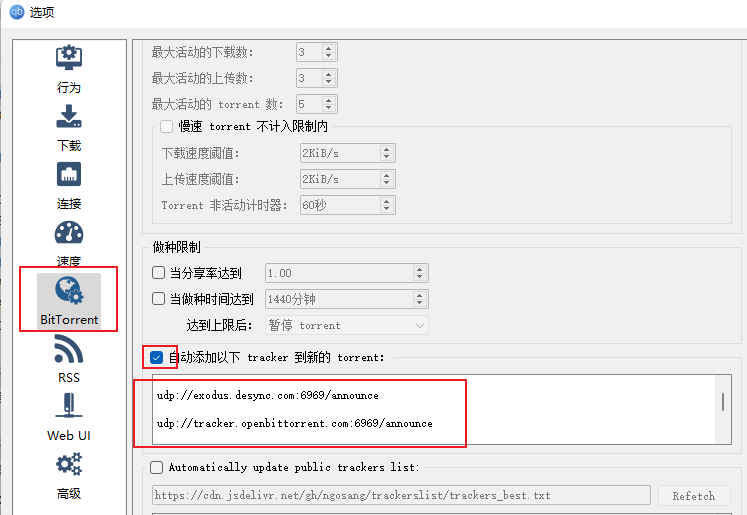 qb 选项
行为
下载
连接
速度
BitTorrent
RSS
Web UI
高级
最大活动的下载数： 3
最大活动的上传数： 3
最大活动的 torrent 数： 5
慢速 torrent 不计入限制内
下载速度阈值： 2KiB/s
上传速度阈值： 2KiB/s
Torrent 非活动计时器： 60秒
做种限制
当分享率达到 1.00
当做种时间达到 1440分钟
达到上限后： 暂停 torrent
自动添加以下 tracker 到新的 torrent：
udp://exodus.desync.com:6969/announce
udp://tracker.openbittorrent.com:6969/announce
Automatically update public trackers list:
https://cdn.jsdelivr.net/gh/ngosang/trackerslist/trackers_best.txt Refetch